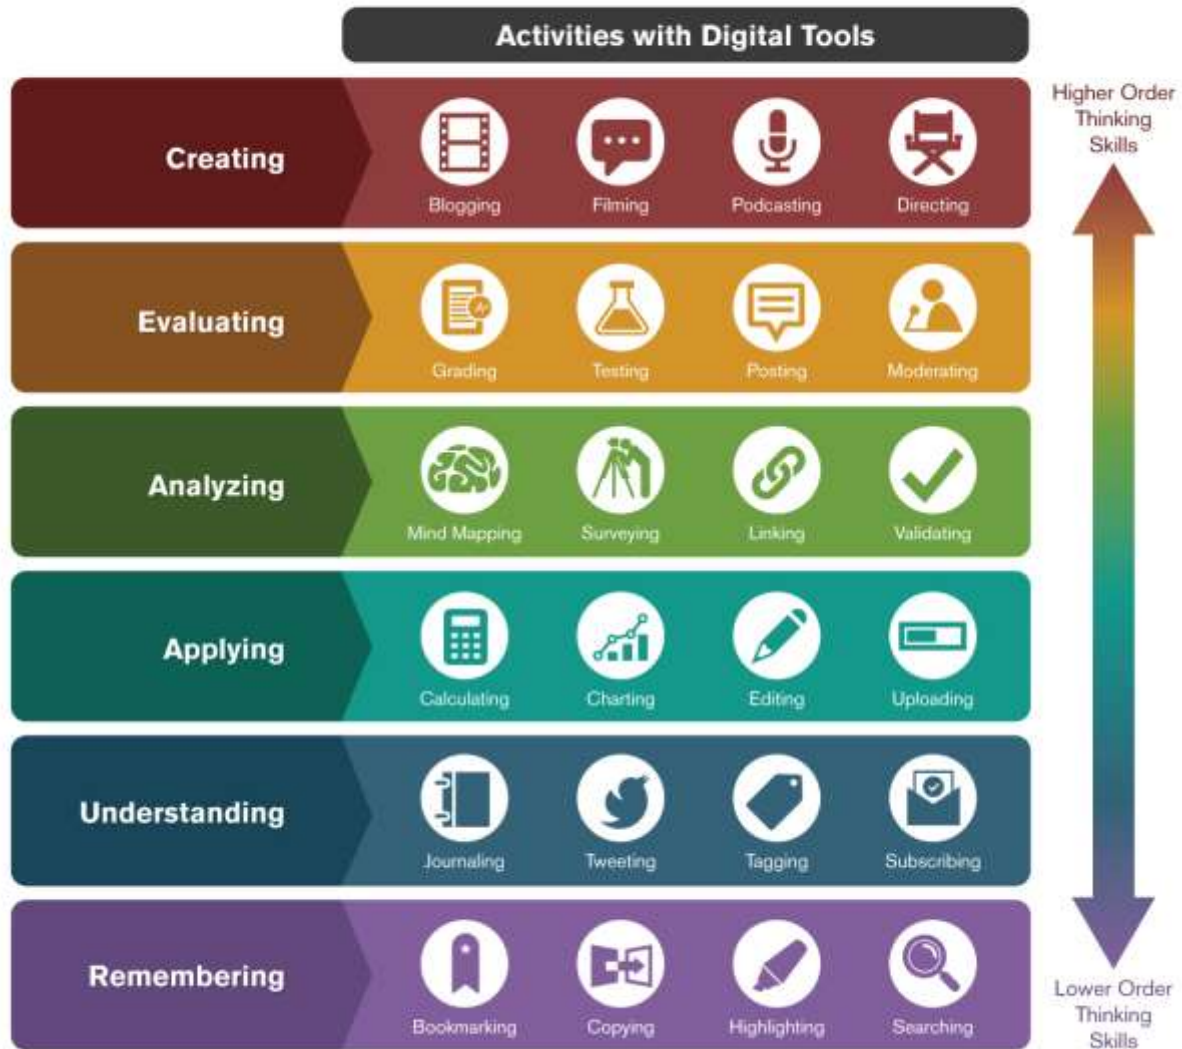 Activities with Digital Tools
Higher Order
Thinking
Skills
Creating
Blogging Filming Podcasting Directing
Evaluating
Grading Testing Posting Moderating
Analyzing
Mind Mapping Surveying Linking Validating
Applying
Calculating Charting Editing Uploading
Understanding
Journaling Tweeting Tagging Subscribing
Remembering
Bookmarking Copying Highlighting Searching
Lower Order
Thinking
Skills